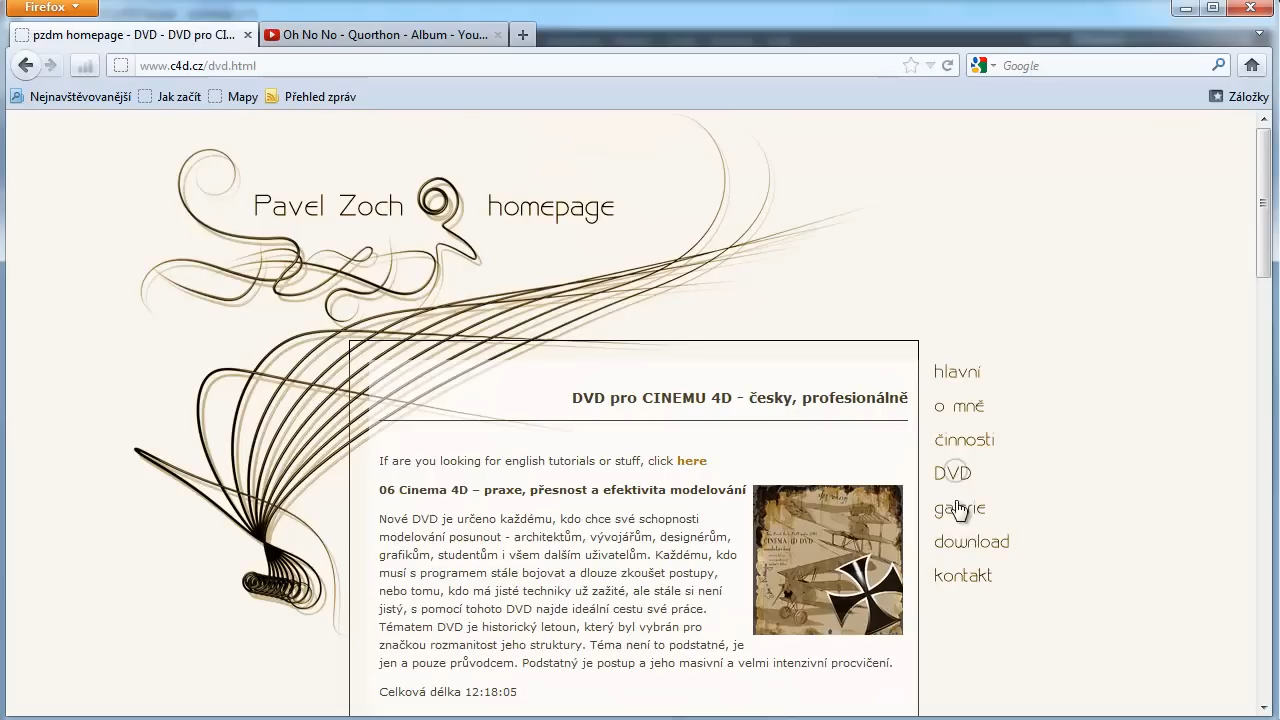 Firefox
pzdm homepage - DVD - DVD pro CI...
Oh No No - Quorthon - Album - You...
www.c4d.cz/dvd.html
Google
Nejnavštěvovanější
Jak začít
Mapy
Přehled zpráv
Záložky
Pavel Zoch homepage
hlavní
o mně
činnosti
DVD
galerie
download
kontakt
DVD pro CINEMU 4D - česky, profesionálně
If are you looking for english tutorials or stuff, click here
06 Cinema 4D – praxe, přesnost a efektivita modelování
Nové DVD je určeno každému, kdo chce své schopnosti
modelování posunout - architektům, vývojářům, designérům,
grafikům, studentům i všem dalším uživatelům. Každému, kdo
musí s programem stále bojovat a dlouze zkoušet postupy,
nebo tomu, kdo má jisté techniky už zažité, ale stále si není
jistý, s pomocí tohoto DVD najde ideální cestu své práce.
Tématem DVD je historický letoun, který byl vybrán pro
značkou rozmanitost jeho struktury. Téma není to podstatné, je
jen a pouze průvodcem. Podstatný je postup a jeho masivní a velmi intenzivní procvičení.
Celková délka 12:18:05
CINEMA 4D DVD